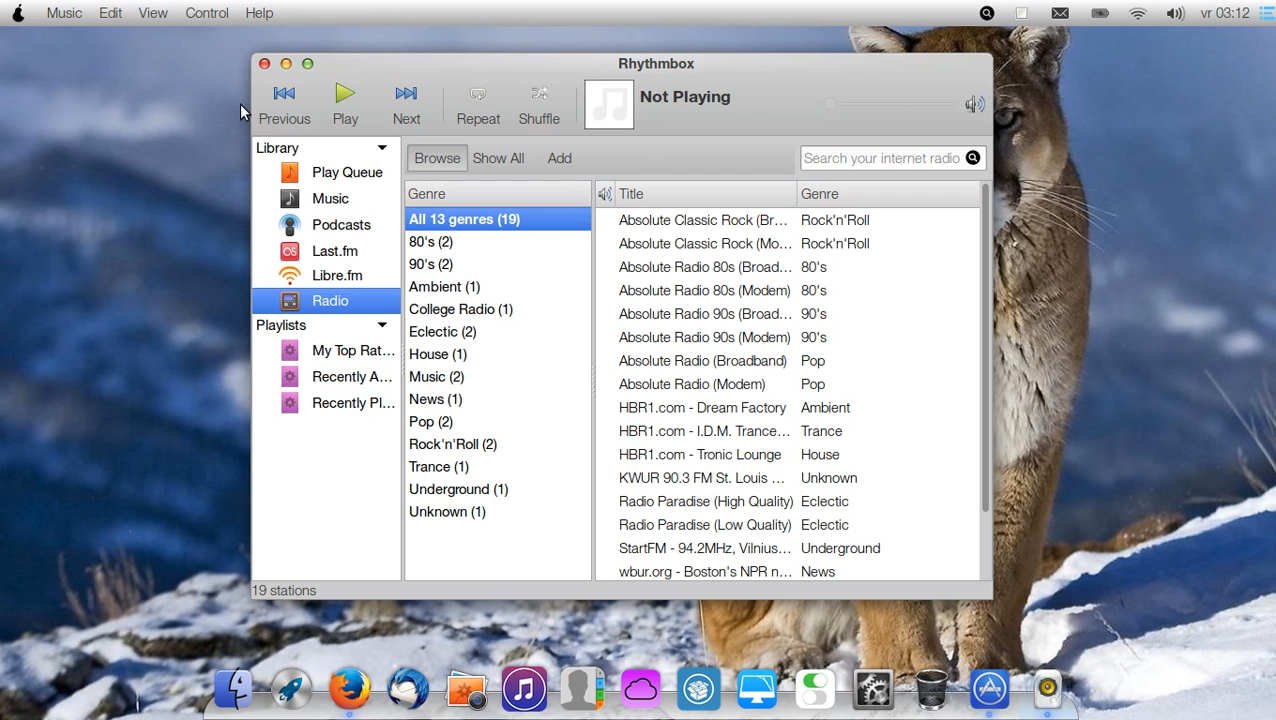 Music Edit View Control Help vr 03:12
Rhythmbox
Previous Play Next Repeat Shuffle Not Playing
Library Browse Show All Add Search your internet radio
Play Queue
Music
Podcasts
Last.fm
Libre.fm
Radio
Playlists
My Top Rat...
Recently A...
Recently Pl...
Genre
All 13 genres (19)
80's (2)
90's (2)
Ambient (1)
College Radio (1)
Eclectic (2)
House (1)
Music (2)
News (1)
Pop (2)
Rock'n'Roll (2)
Trance (1)
Underground (1)
Unknown (1)
Title Genre
Absolute Classic Rock (Br... Rock'n'Roll
Absolute Classic Rock (Mo... Rock'n'Roll
Absolute Radio 80s (Broad... 80's
Absolute Radio 80s (Modem) 80's
Absolute Radio 90s (Broad... 90's
Absolute Radio 90s (Modem) 90's
Absolute Radio (Broadband) Pop
Absolute Radio (Modem) Pop
HBR1.com - Dream Factory Ambient
HBR1.com - I.D.M. Trance... Trance
HBR1.com - Tronic Lounge House
KWUR 90.3 FM St. Louis ... Unknown
Radio Paradise (High Quality) Eclectic
Radio Paradise (Low Quality) Eclectic
StartFM - 94.2MHz, Vilnius... Underground
wbur.org - Boston's NPR n... News
19 stations